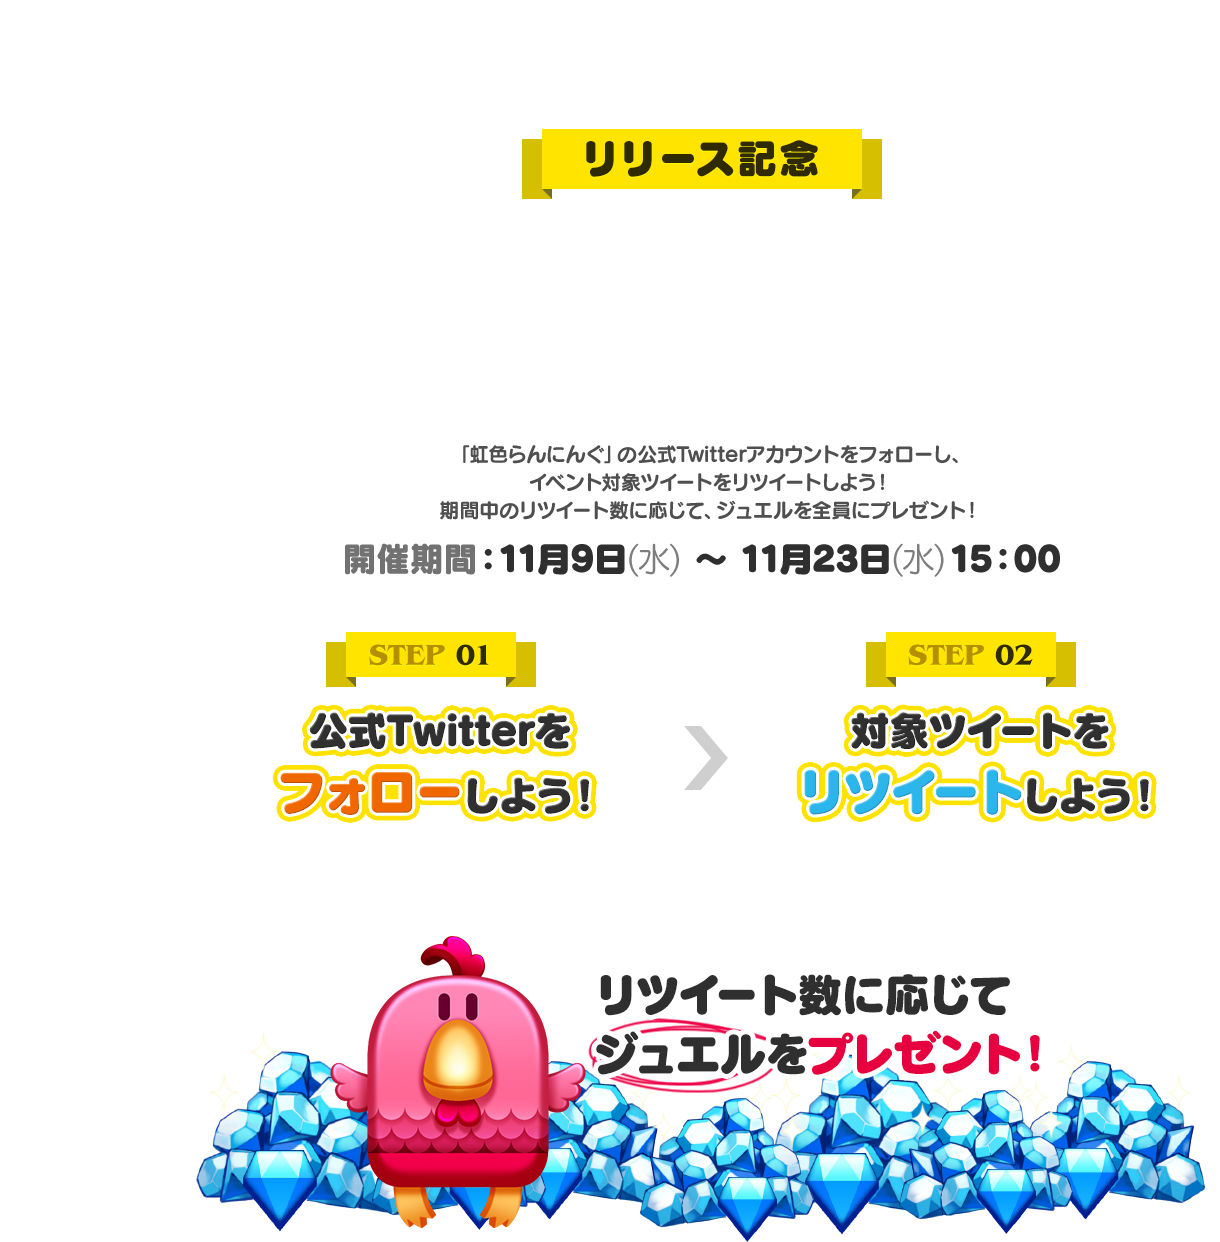 リリース記念
「虹色らんにんぐ」の公式Twitterアカウントをフォローし、
イベント対象ツイートをリツイートしよう！
期間中のリツイート数に応じて、ジュエルを全員にプレゼント！
開催期間：11月9日(水) ～ 11月23日(水) 15：00
STEP 01
公式Twitterを
フォローしよう！
STEP 02
対象ツイートを
リツイートしよう！
リツイート数に応じて
ジュエルをプレゼント！